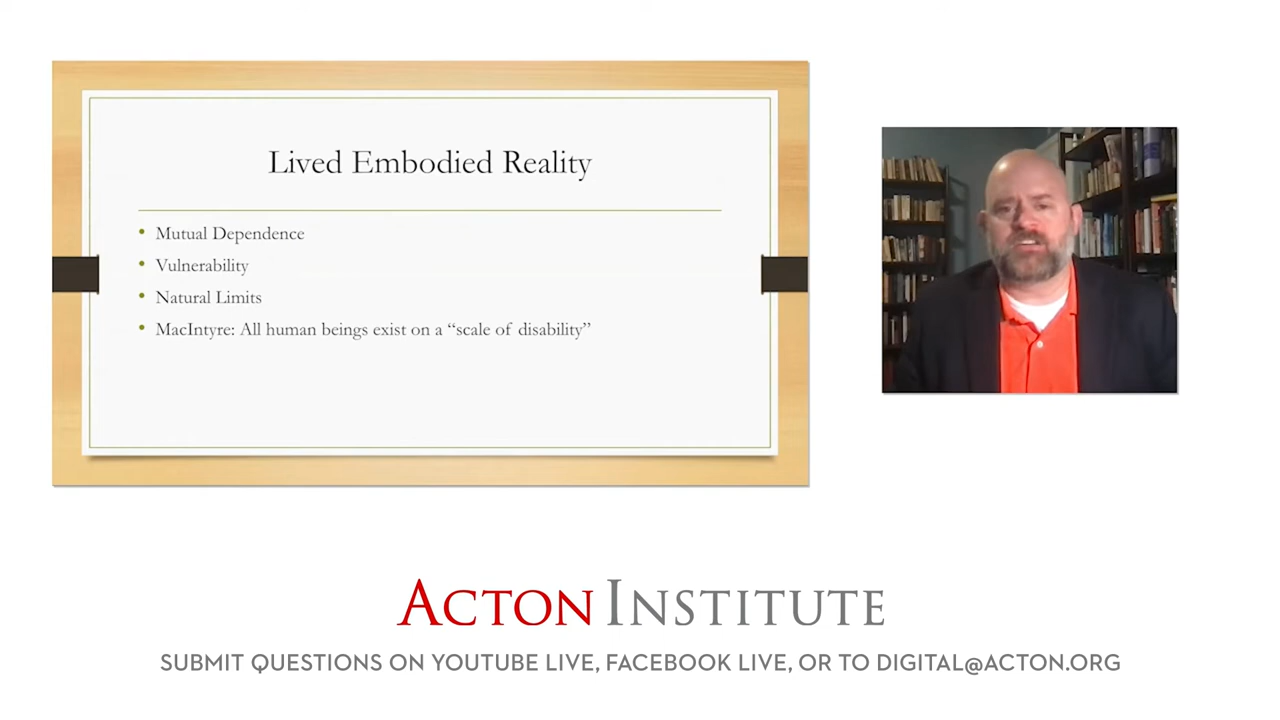 Lived Embodied Reality
• Mutual Dependence
• Vulnerability
• Natural Limits
• MacIntyre: All human beings exist on a “scale of disability”
ACTON INSTITUTE
SUBMIT QUESTIONS ON YOUTUBE LIVE, FACEBOOK LIVE, OR TO DIGITAL@ACTON.ORG